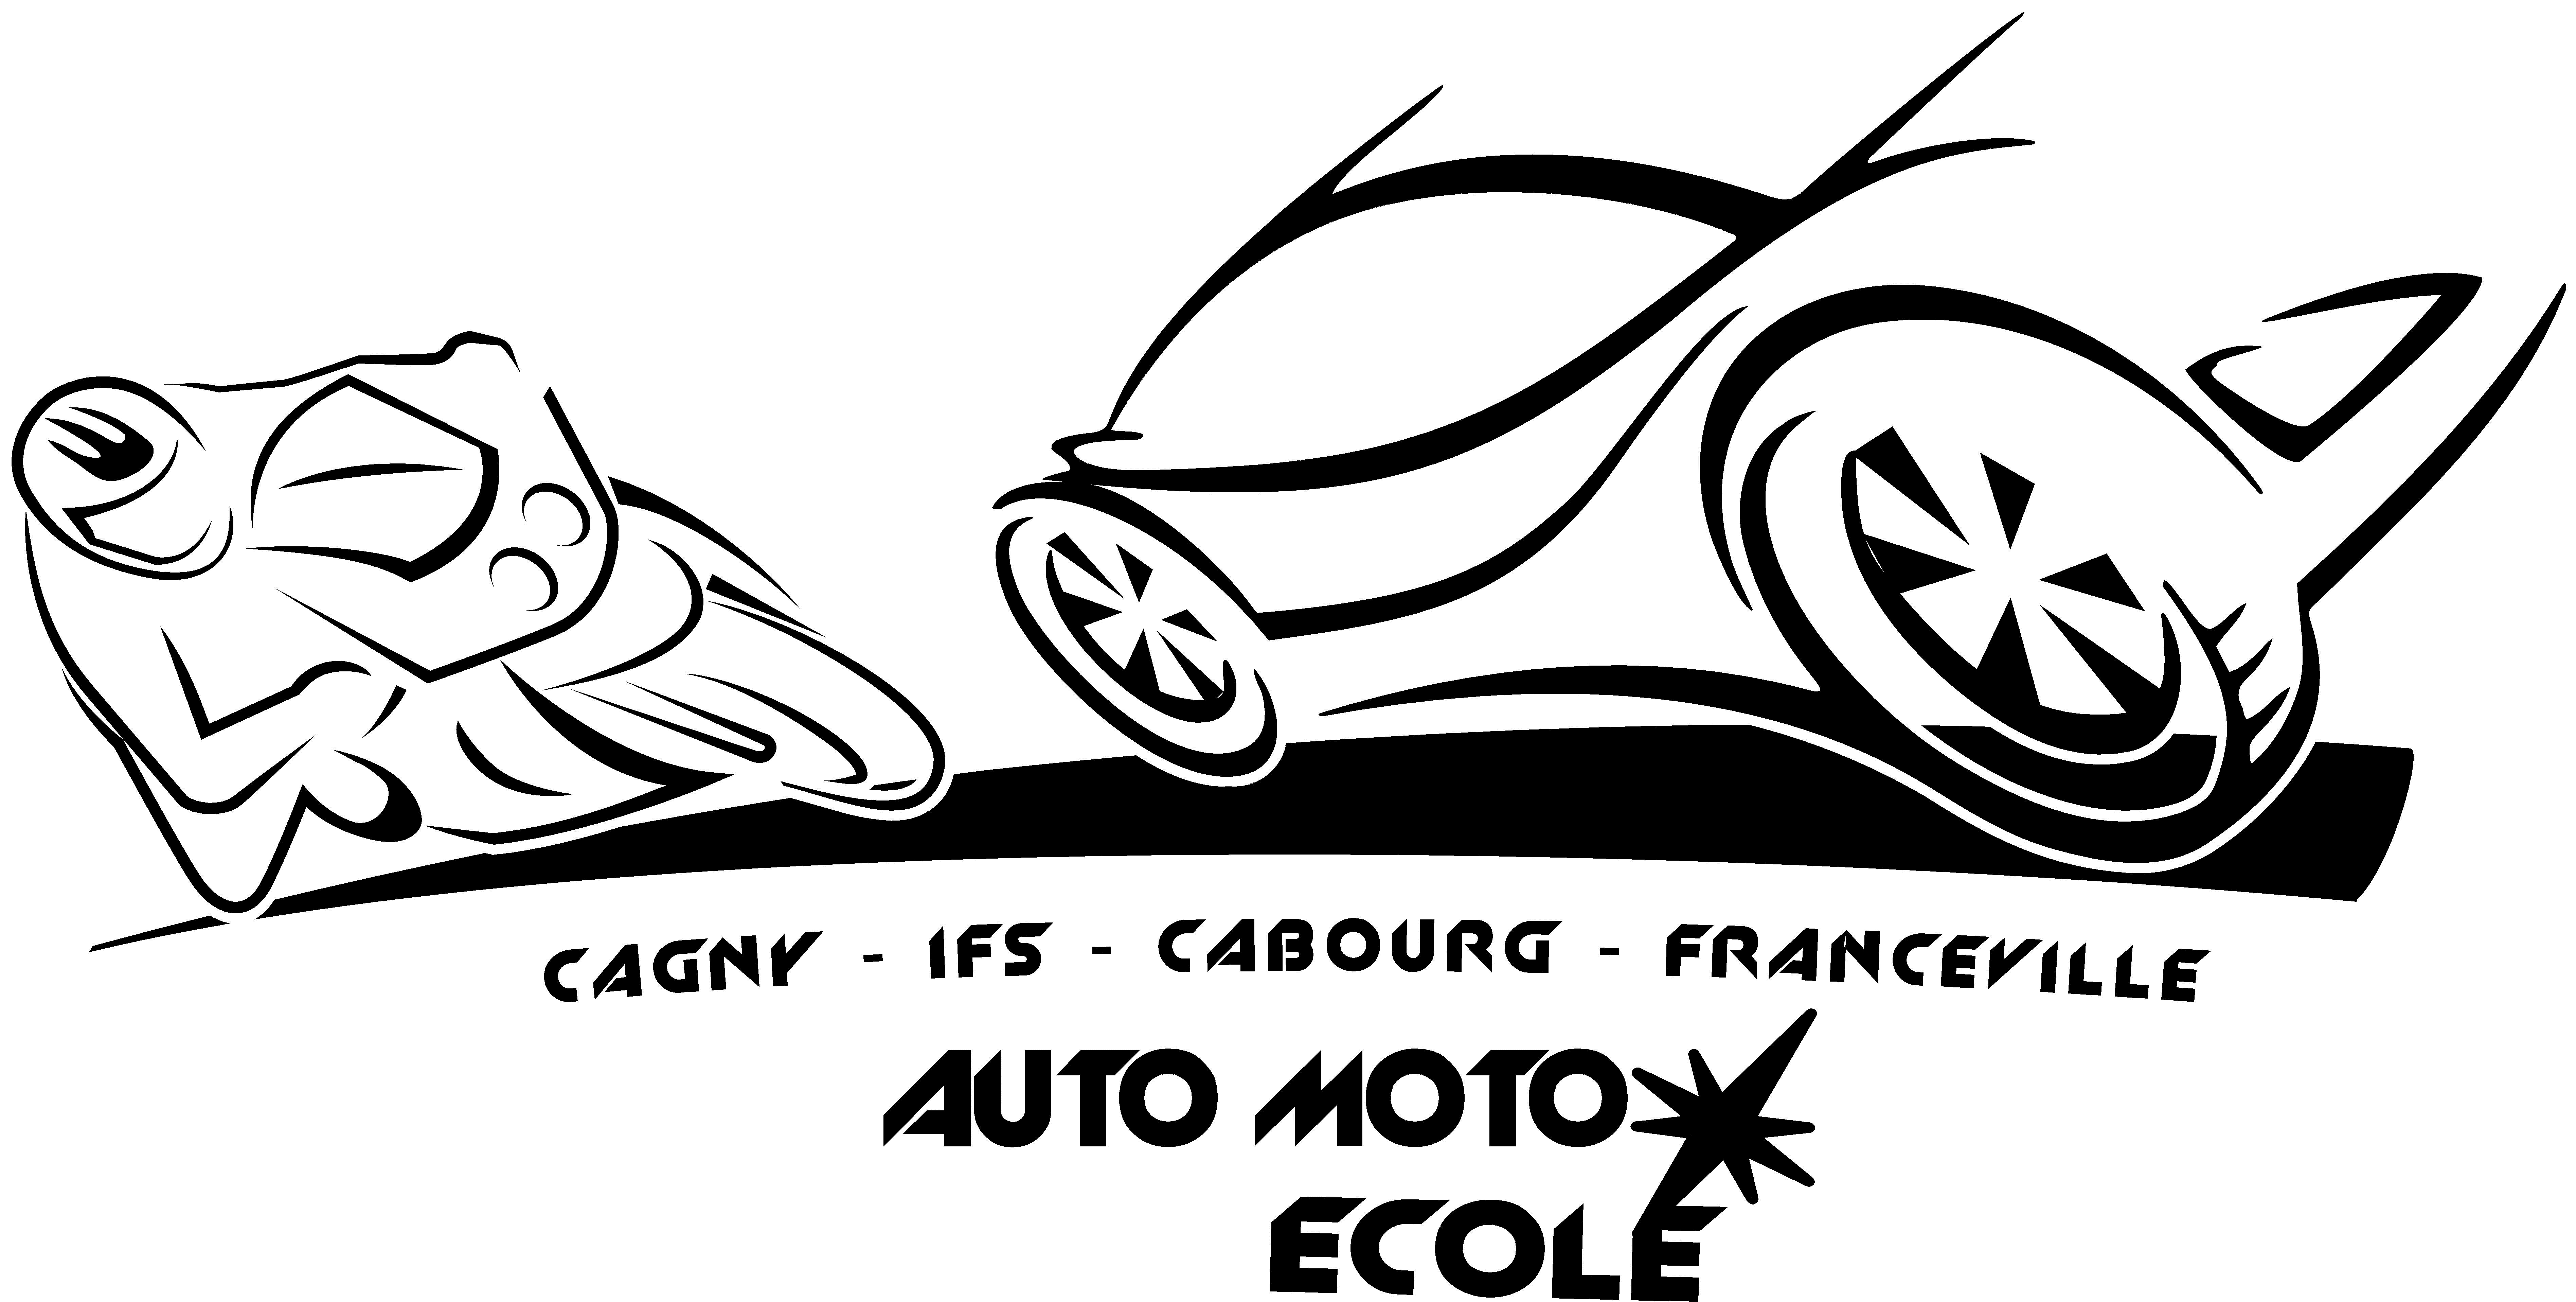 CAGNY - IFS - CABOURG - FRANCEVILLE
AUTO MOTO
ECOLE